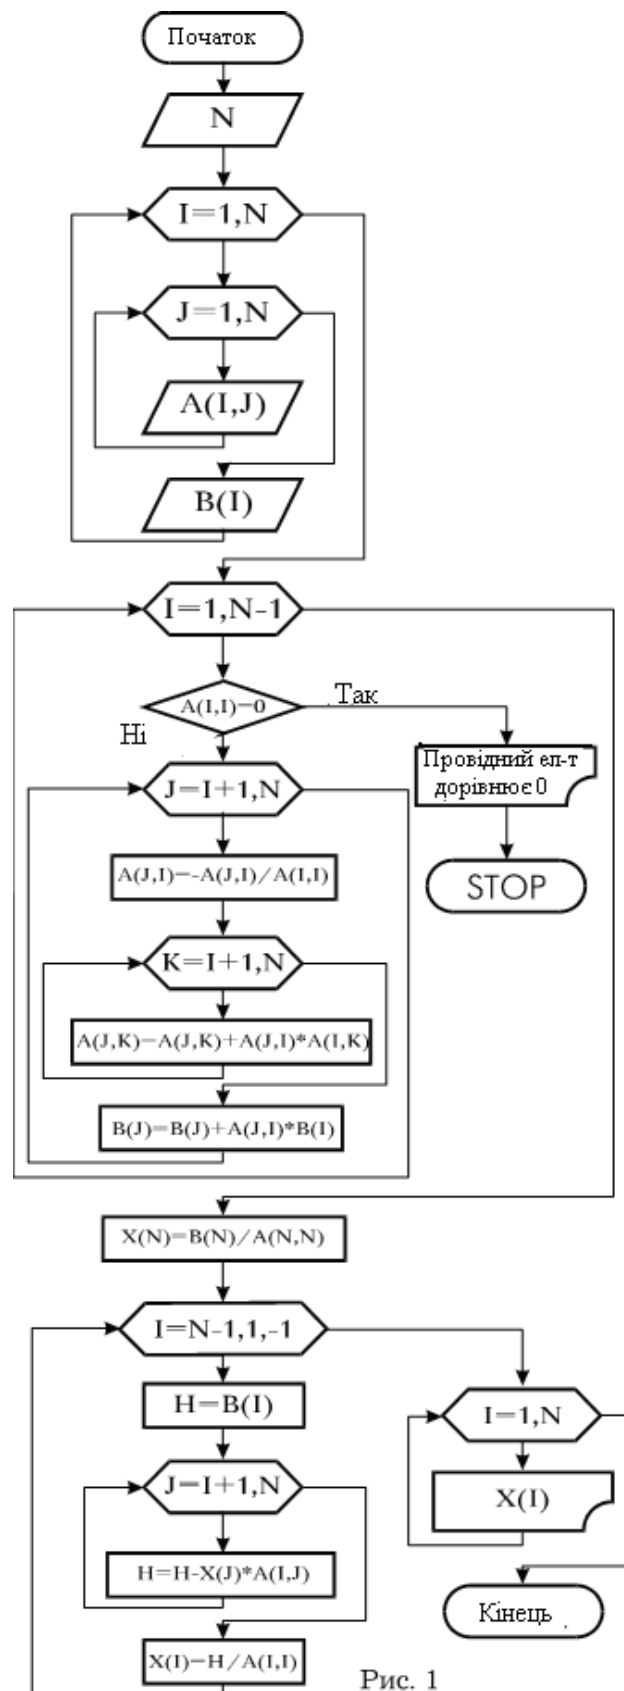 Початок
N
I=1,N
J=1,N
A(I,J)
B(I)
I=1,N-1
A(I,I)=0
Так
Ні
Провідний ел-т
дорівнює 0
STOP
J=I+1,N
A(J,I)=-A(J,I)/A(I,I)
K=I+1,N
A(J,K)=A(J,K)+A(J,I)*A(I,K)
B(J)=B(J)+A(J,I)*B(I)
X(N)=B(N)/A(N,N)
I=N-1,1,-1
H=B(I)
J=I+1,N
H=H-X(J)*A(I,J)
X(I)=H/A(I,I)
I=1,N
X(I)
Кінець
Рис. 1